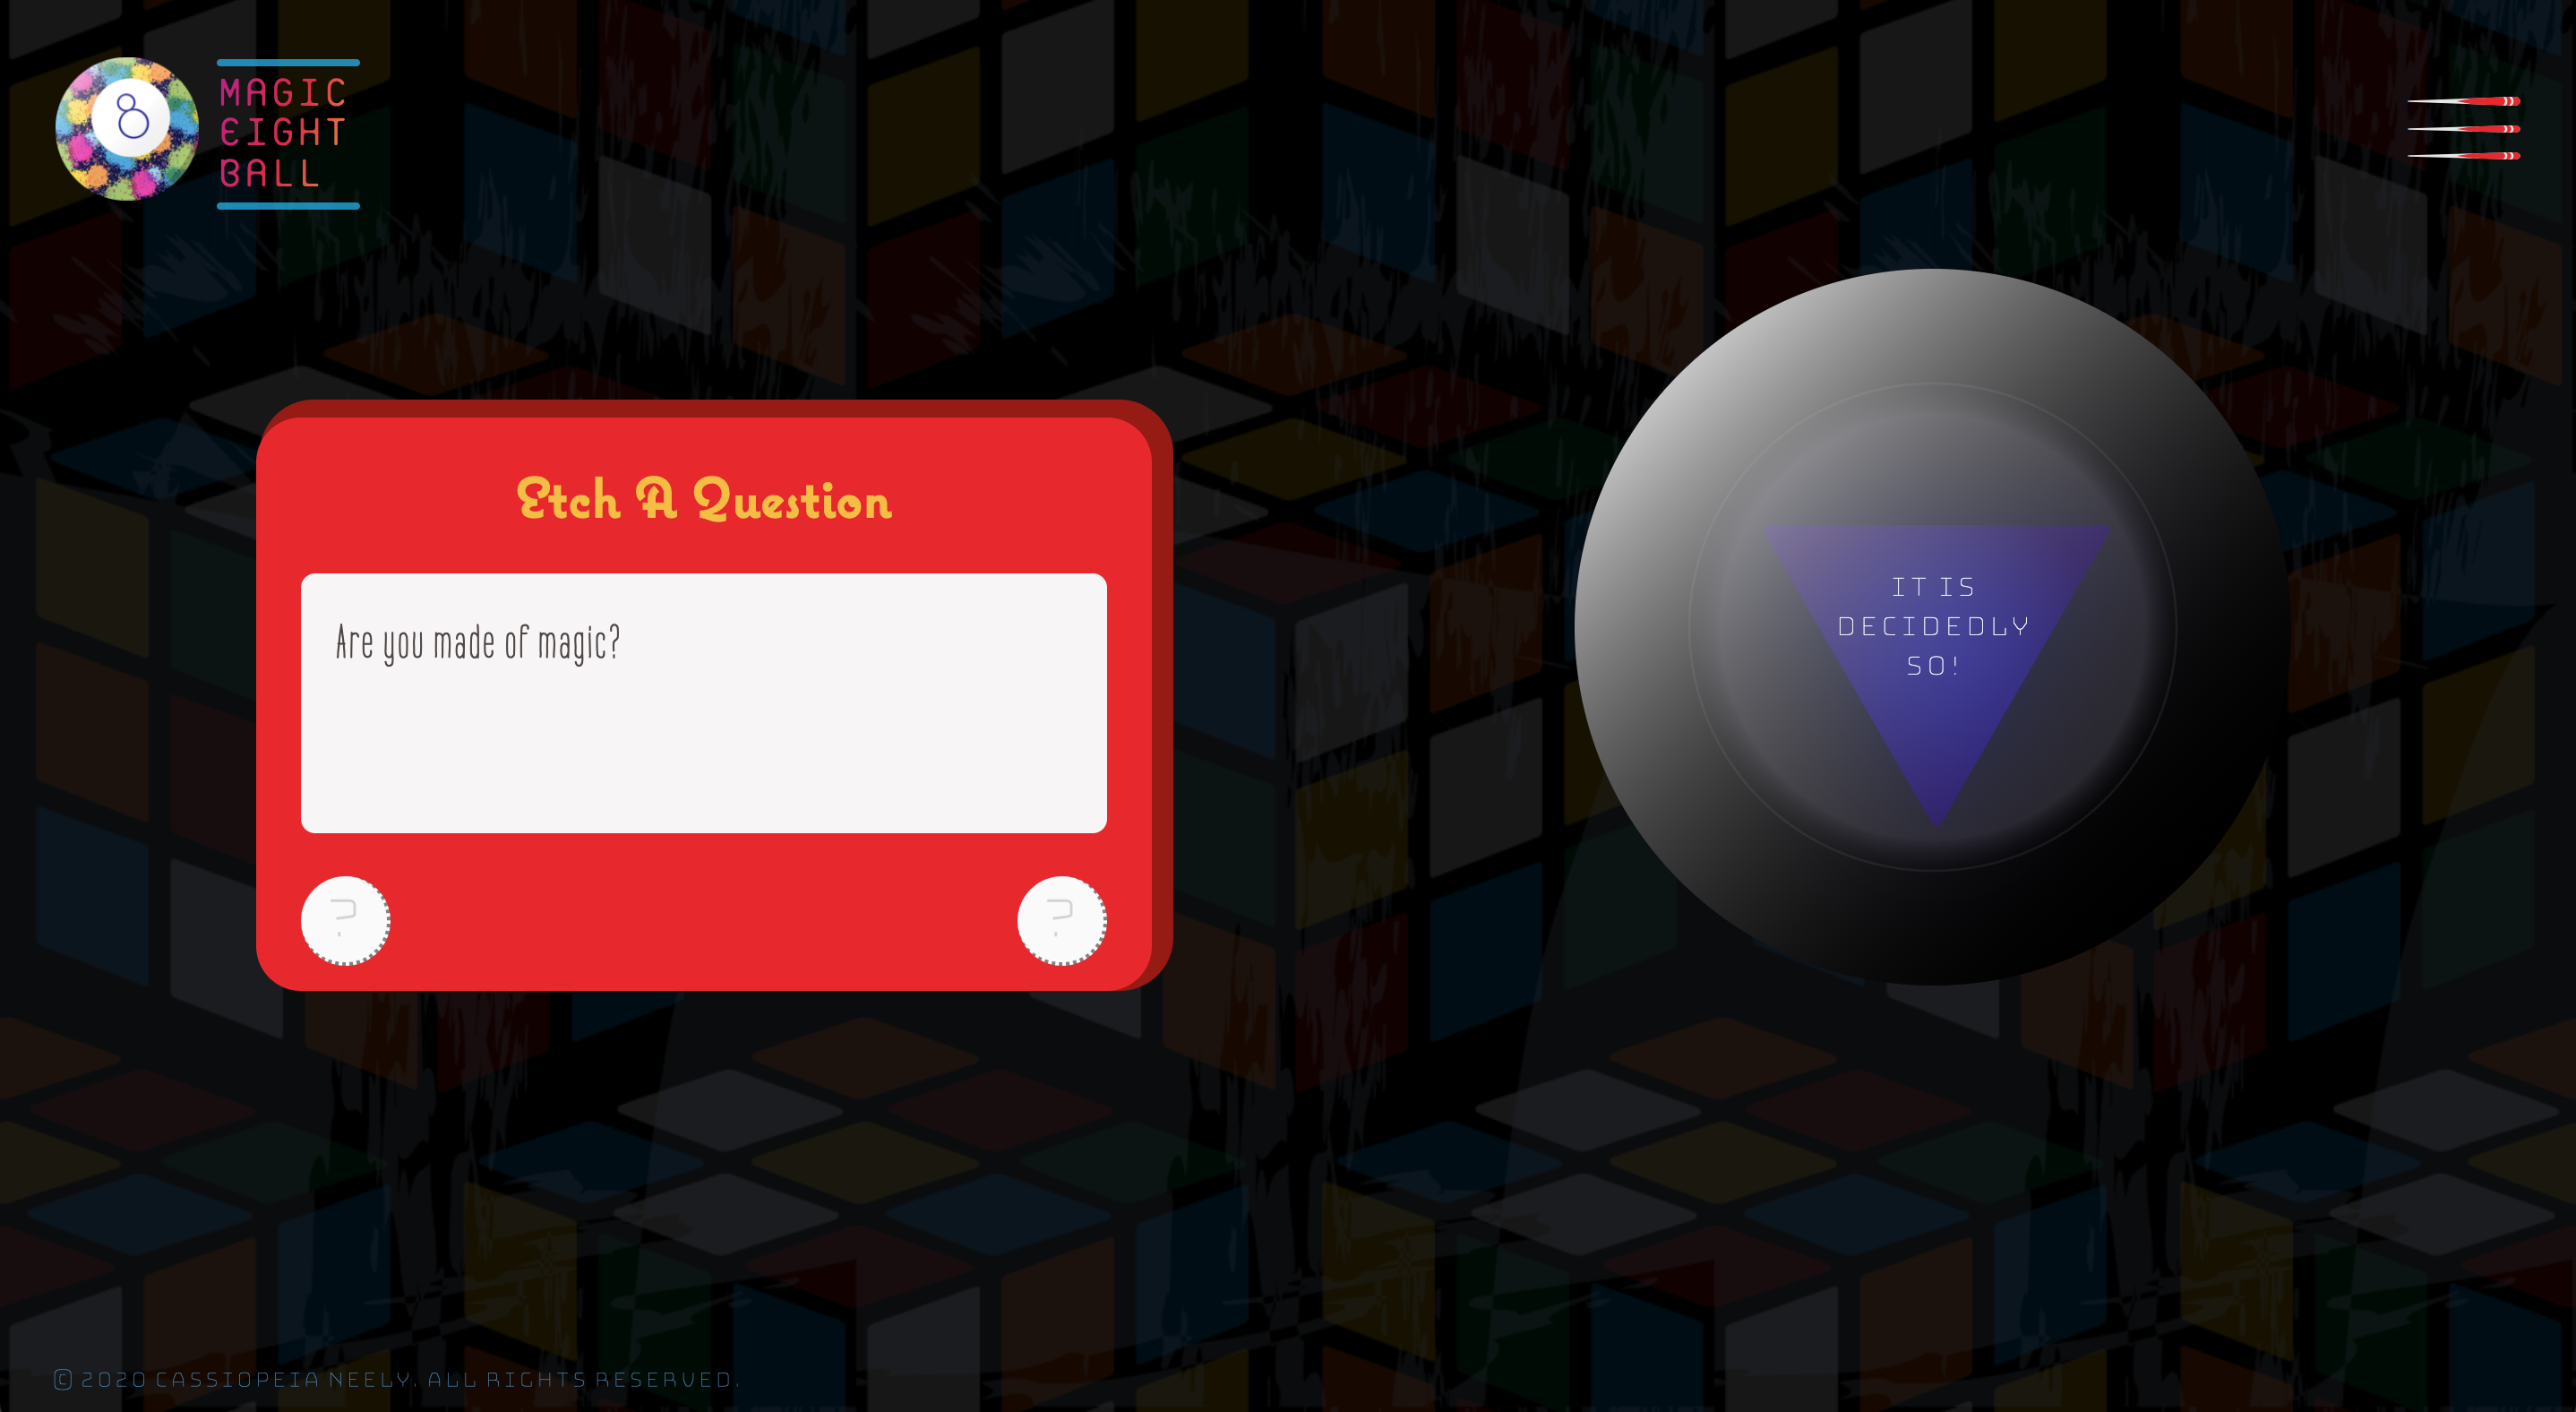 8
MAGIC
EIGHT
BALL
Etch A Question
Are you made of magic?
?
?
IT IS
DECIDEDLY
SO!
© 2020 CASSIOPEIA NEELY. ALL RIGHTS RESERVED.